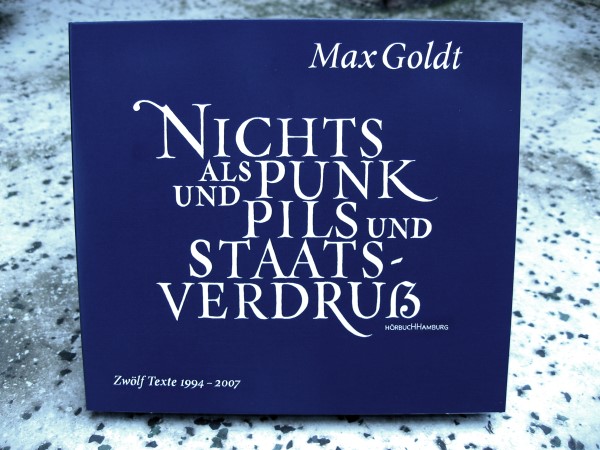 Max Goldt
NICHTS
ALS PUNK
UND PILS UND
STAATS-
VERDRUẞ
HÖRBUCHHAMBURG
Zwölf Texte 1994 – 2007